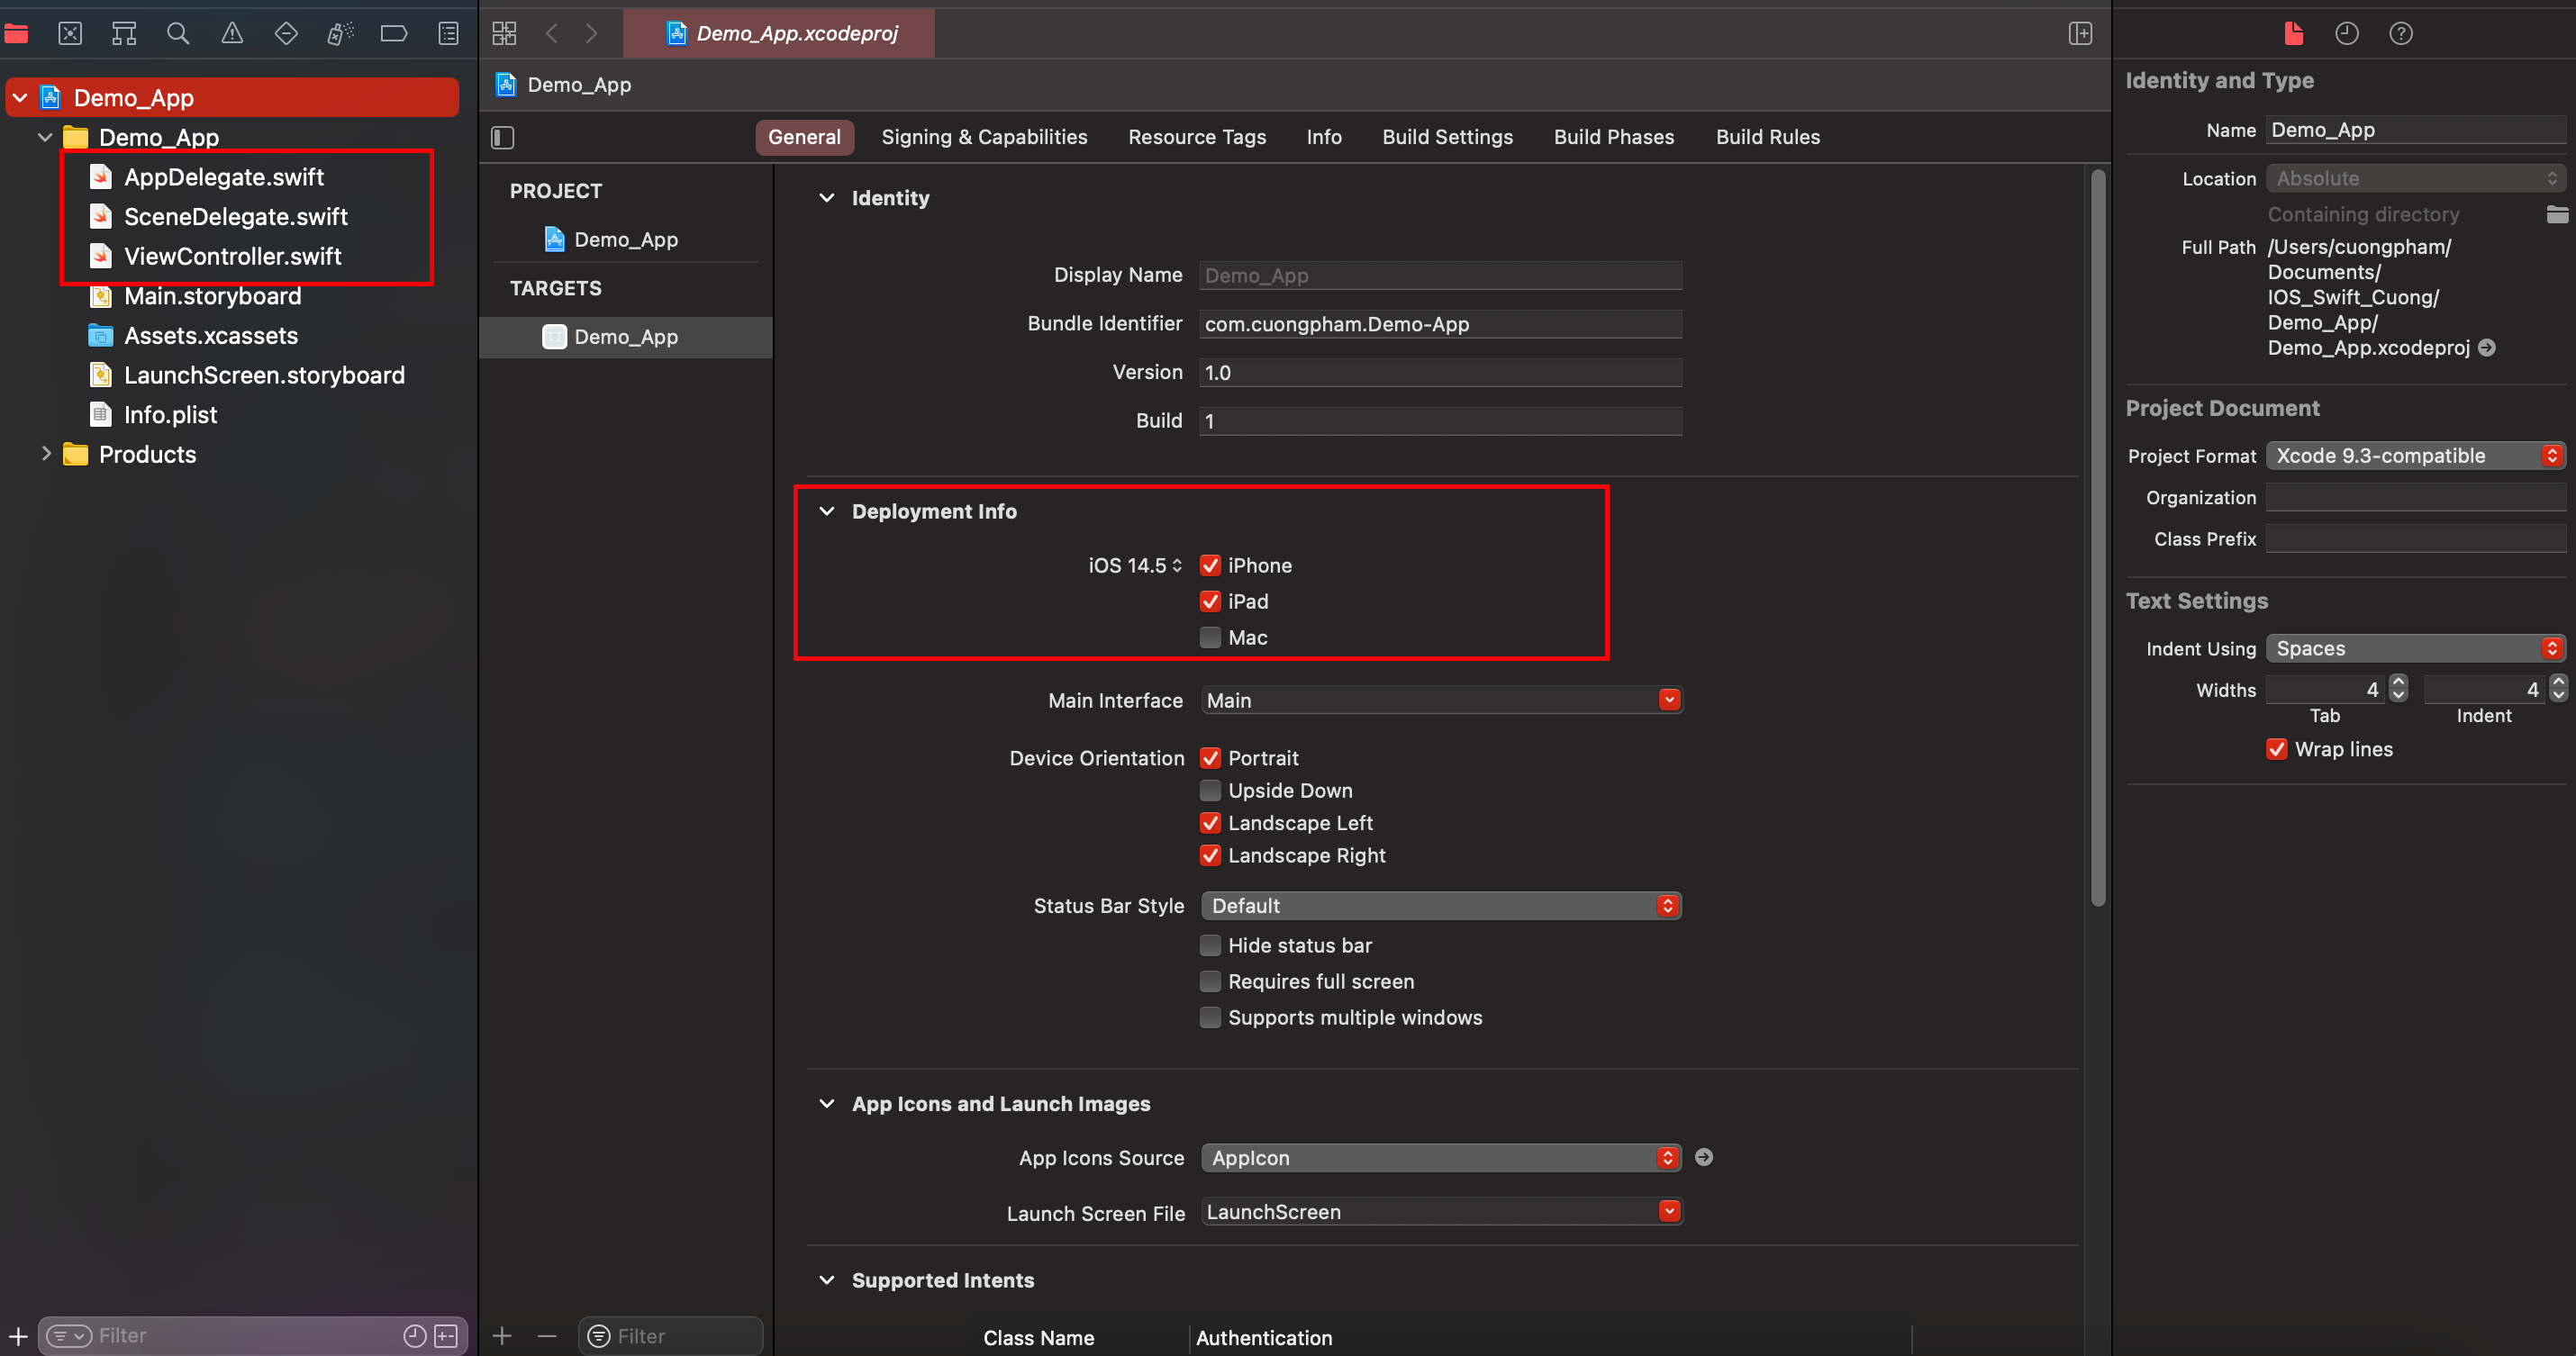 Demo_App
Demo_App
AppDelegate.swift
SceneDelegate.swift
ViewController.swift
Main.storyboard
Assets.xcassets
LaunchScreen.storyboard
Info.plist
Products
Filter
Demo_App.xcodeproj
Demo_App
General Signing & Capabilities Resource Tags Info Build Settings Build Phases Build Rules
PROJECT
Demo_App
TARGETS
Demo_App
Filter
Identity
Display Name Demo_App
Bundle Identifier com.cuongpham.Demo-App
Version 1.0
Build 1
Deployment Info
iOS 14.5 iPhone
iPad
Mac
Main Interface Main
Device Orientation Portrait
Upside Down
Landscape Left
Landscape Right
Status Bar Style Default
Hide status bar
Requires full screen
Supports multiple windows
App Icons and Launch Images
App Icons Source AppIcon
Launch Screen File LaunchScreen
Supported Intents
Class Name Authentication
Identity and Type
Name Demo_App
Location Absolute
Containing directory
Full Path /Users/cuongpham/
Documents/
IOS_Swift_Cuong/
Demo_App/
Demo_App.xcodeproj
Project Document
Project Format Xcode 9.3-compatible
Organization
Class Prefix
Text Settings
Indent Using Spaces
Widths 4 4
Tab Indent
Wrap lines